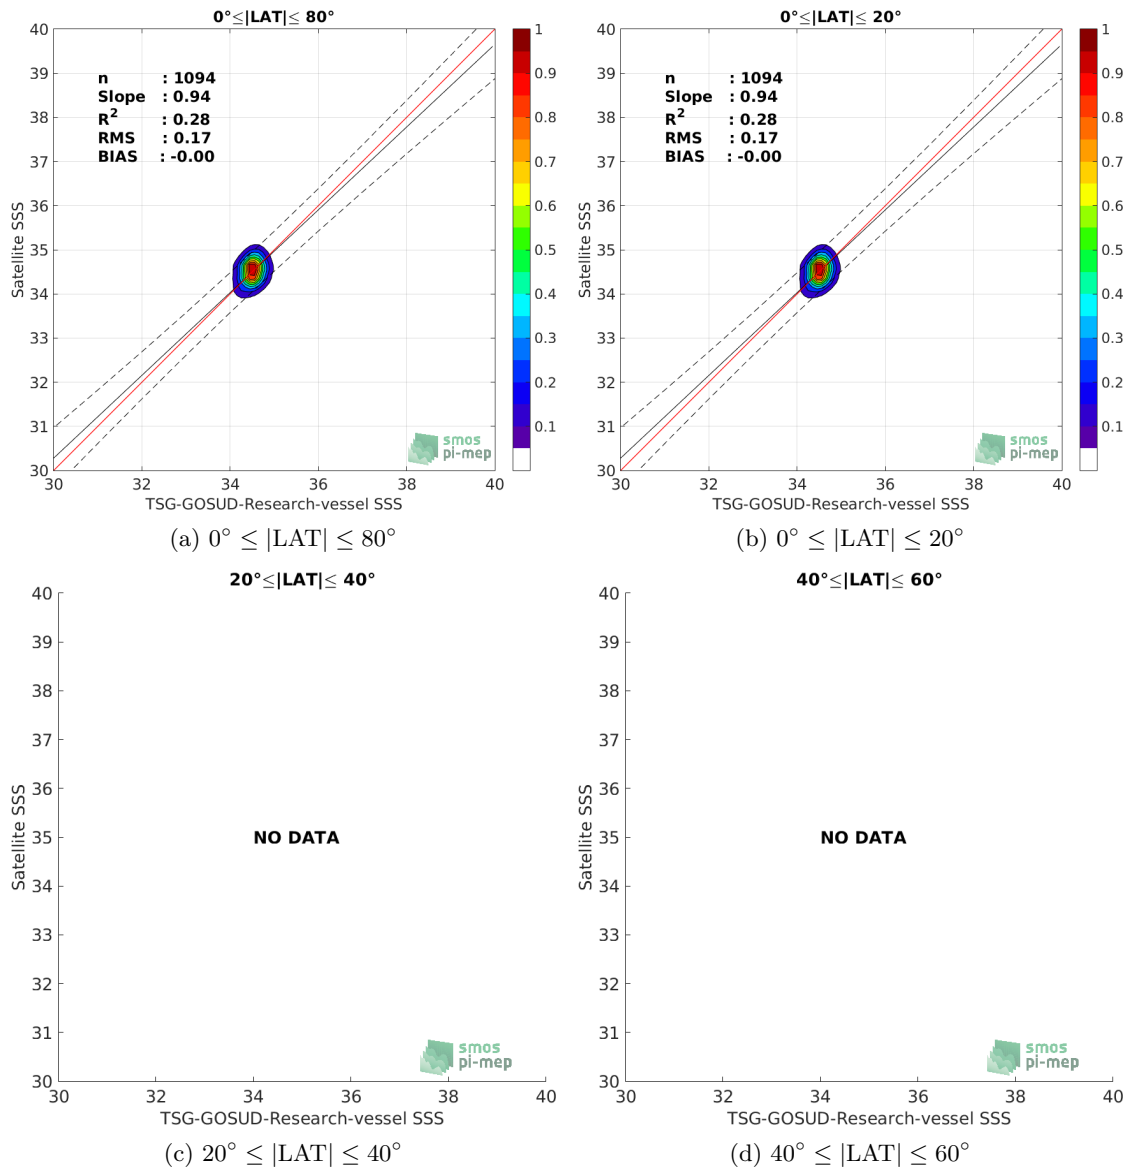 0°≤|LAT|≤ 80°
40
39
38
37
36
35
34
33
32
31
30
Satellite SSS
n : 1094
Slope : 0.94
R2 : 0.28
RMS : 0.17
BIAS : -0.00
smos
pi-mep
30 32 34 36 38 40
TSG-GOSUD-Research-vessel SSS
1
0.9
0.8
0.7
0.6
0.5
0.4
0.3
0.2
0.1
(a) 0° ≤ |LAT| ≤ 80°
0°≤|LAT|≤ 20°
40
39
38
37
36
35
34
33
32
31
30
Satellite SSS
n : 1094
Slope : 0.94
R2 : 0.28
RMS : 0.17
BIAS : -0.00
smos
pi-mep
30 32 34 36 38 40
TSG-GOSUD-Research-vessel SSS
1
0.9
0.8
0.7
0.6
0.5
0.4
0.3
0.2
0.1
(b) 0° ≤ |LAT| ≤ 20°
20°≤|LAT|≤ 40°
40
39
38
37
36
35
34
33
32
31
30
Satellite SSS
NO DATA
smos
pi-mep
30 32 34 36 38 40
TSG-GOSUD-Research-vessel SSS
(c) 20° ≤ |LAT| ≤ 40°
40°≤|LAT|≤ 60°
40
39
38
37
36
35
34
33
32
31
30
Satellite SSS
NO DATA
smos
pi-mep
30 32 34 36 38 40
TSG-GOSUD-Research-vessel SSS
(d) 40° ≤ |LAT| ≤ 60°